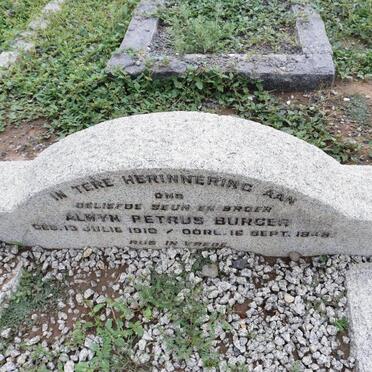 IN TERE HERINNERING AAN
ONS
GELIEFDE SEUN EN BROER
ALWYN PETRUS BURGER
GEB. 13 JULIE 1910 / OORL. 16 SEPT. 1948
RUS IN VREDE